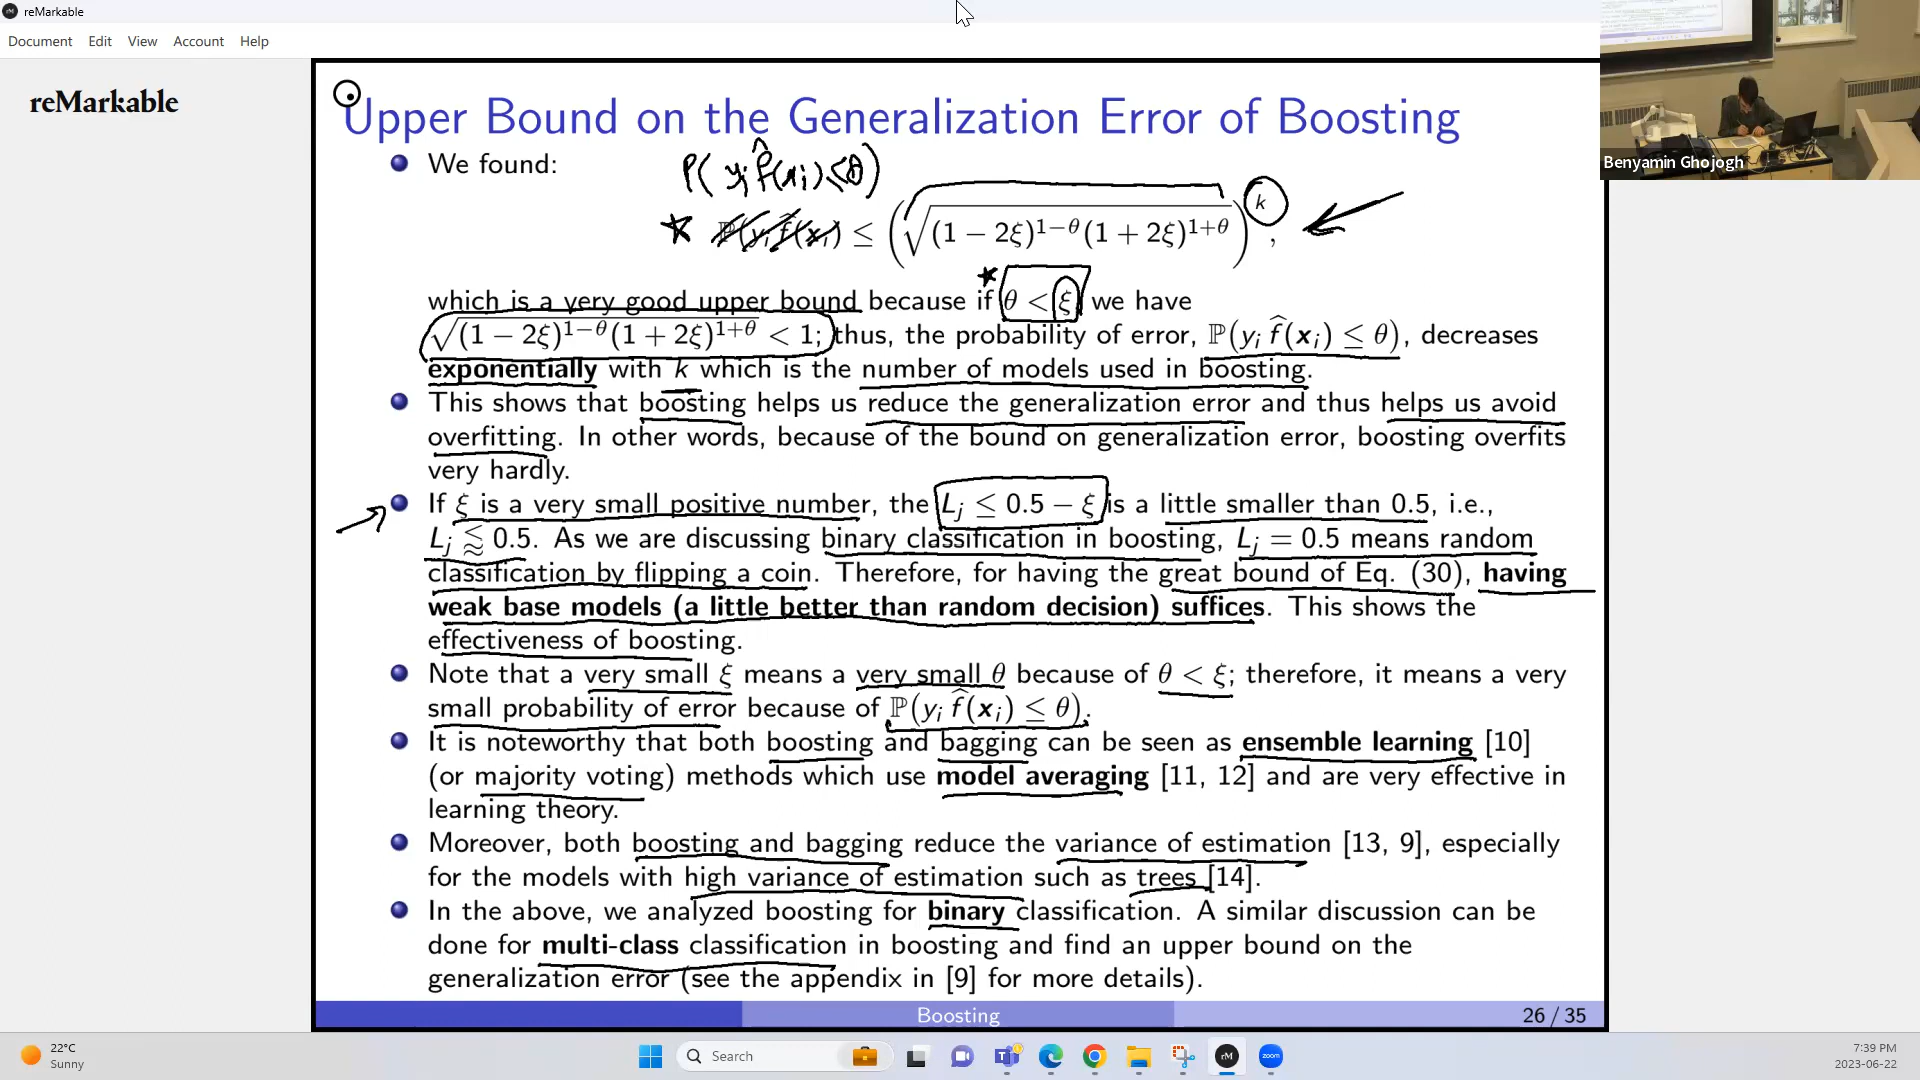 reMarkable
Document Edit View Account Help
reMarkable
Upper Bound on the Generalization Error of Boosting
We found:
P( yᵢ f̂(xᵢ) ≤ θ)
★ ℙ(yᵢ f̂(xᵢ) ≤ (√(1 − 2ξ)^{1−θ}(1 + 2ξ)^{1+θ})^k,
which is a very good upper bound because if θ < ξ we have
√(1 − 2ξ)^{1−θ}(1 + 2ξ)^{1+θ} < 1; thus, the probability of error, ℙ(yᵢ f̂(xᵢ) ≤ θ), decreases
exponentially with k which is the number of models used in boosting.
This shows that boosting helps us reduce the generalization error and thus helps us avoid
overfitting. In other words, because of the bound on generalization error, boosting overfits
very hardly.
If ξ is a very small positive number, the Lⱼ ≤ 0.5 − ξ is a little smaller than 0.5, i.e.,
Lⱼ ⪅ 0.5. As we are discussing binary classification in boosting, Lⱼ = 0.5 means random
classification by flipping a coin. Therefore, for having the great bound of Eq. (30), having
weak base models (a little better than random decision) suffices. This shows the
effectiveness of boosting.
Note that a very small ξ means a very small θ because of θ < ξ; therefore, it means a very
small probability of error because of ℙ(yᵢ f̂(xᵢ) ≤ θ).
It is noteworthy that both boosting and bagging can be seen as ensemble learning [10]
(or majority voting) methods which use model averaging [11, 12] and are very effective in
learning theory.
Moreover, both boosting and bagging reduce the variance of estimation [13, 9], especially
for the models with high variance of estimation such as trees [14].
In the above, we analyzed boosting for binary classification. A similar discussion can be
done for multi-class classification in boosting and find an upper bound on the
generalization error (see the appendix in [9] for more details).
Boosting
26 / 35
Benyamin Ghojogh
22°C
Sunny
Search
rM
zoom
7:39 PM
2023-06-22